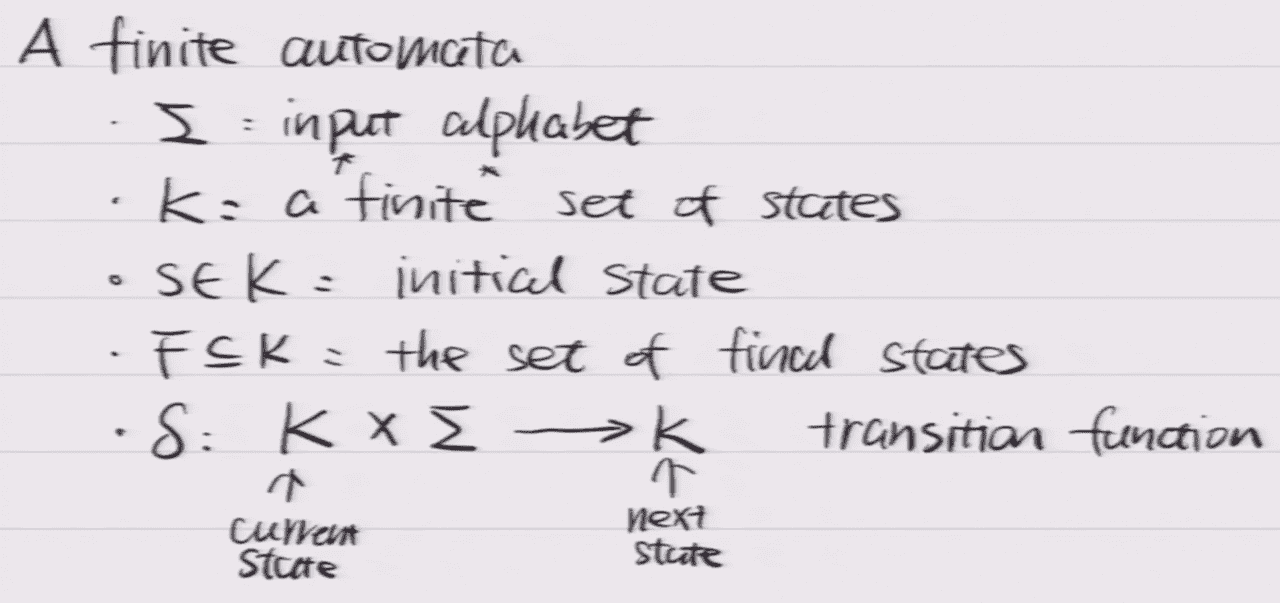 A finite automata
· Σ = input alphabet
· K = a "finite" set of states
· s ∈ K = initial state
· F ⊆ K = the set of final states
· δ: K × Σ → K transition function
↑ ↑
current next
state state